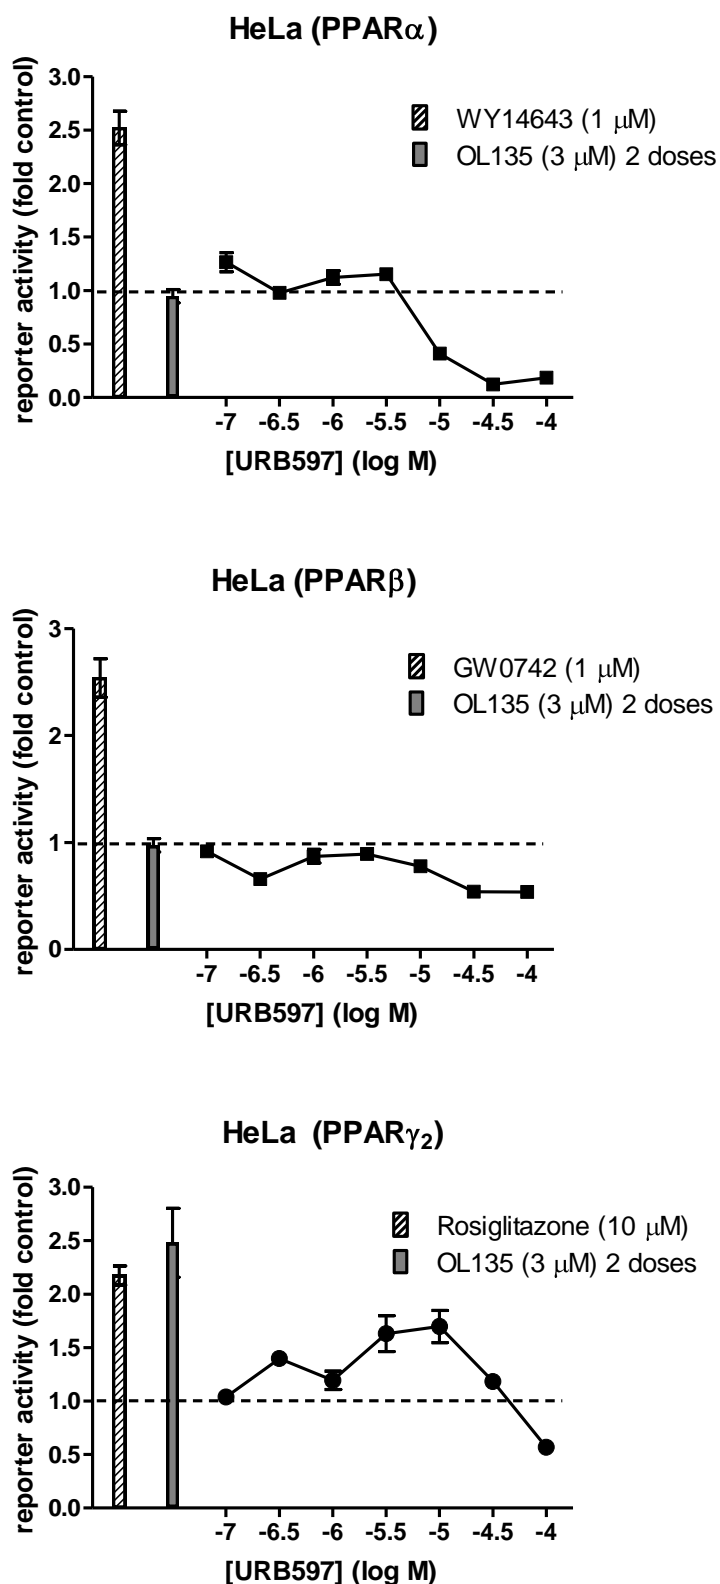 HeLa (PPARα)
reporter activity (fold control)
3.0
2.5
2.0
1.5
1.0
0.5
0.0
WY14643 (1 μM)
OL135 (3 μM) 2 doses
-7 -6.5 -6 -5.5 -5 -4.5 -4
[URB597] (log M)
HeLa (PPARβ)
reporter activity (fold control)
3
2
1
0
GW0742 (1 μM)
OL135 (3 μM) 2 doses
-7 -6.5 -6 -5.5 -5 -4.5 -4
[URB597] (log M)
HeLa (PPARγ₂)
reporter activity (fold control)
3.0
2.5
2.0
1.5
1.0
0.5
0.0
Rosiglitazone (10 μM)
OL135 (3 μM) 2 doses
-7 -6.5 -6 -5.5 -5 -4.5 -4
[URB597] (log M)